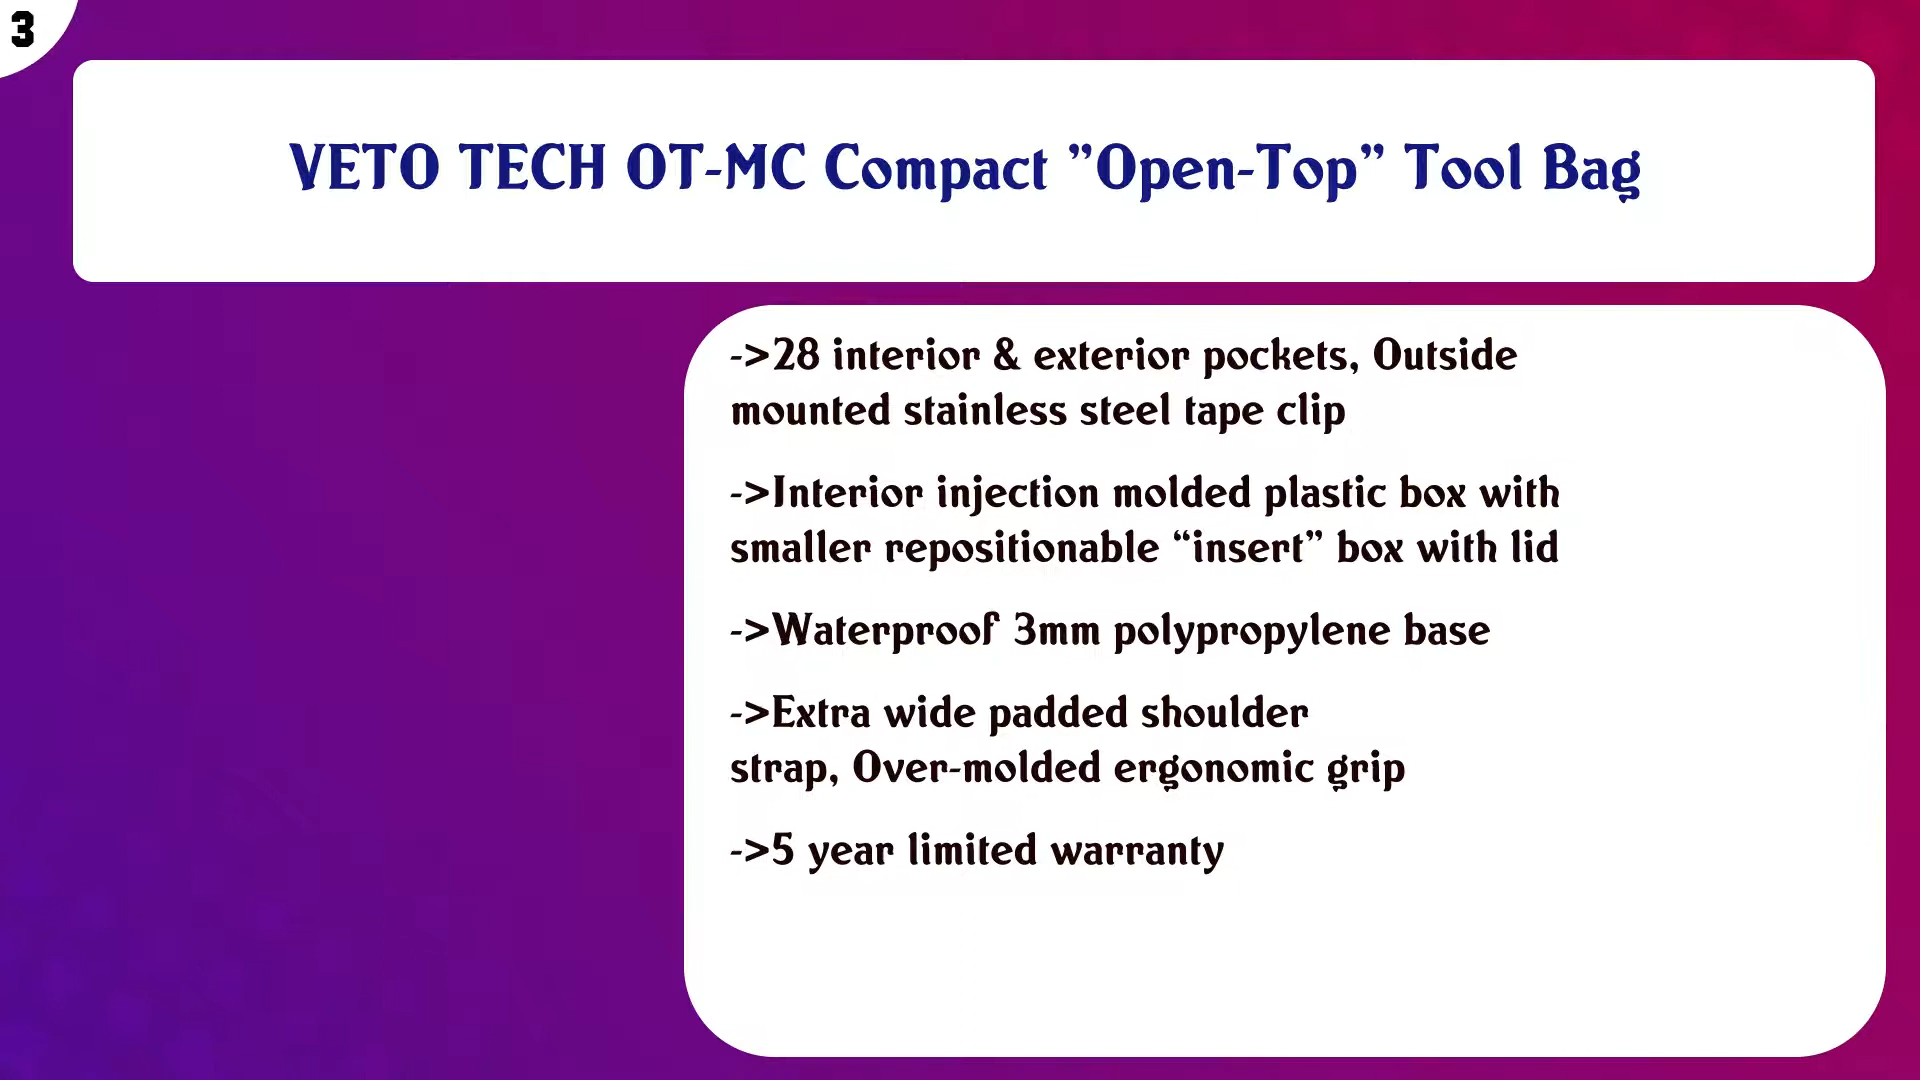 3
VETO TECH OT-MC Compact ”Open-Top” Tool Bag
->28 interior & exterior pockets, Outside
mounted stainless steel tape clip
->Interior injection molded plastic box with
smaller repositionable “insert” box with lid
->Waterproof 3mm polypropylene base
->Extra wide padded shoulder
strap, Over-molded ergonomic grip
->5 year limited warranty